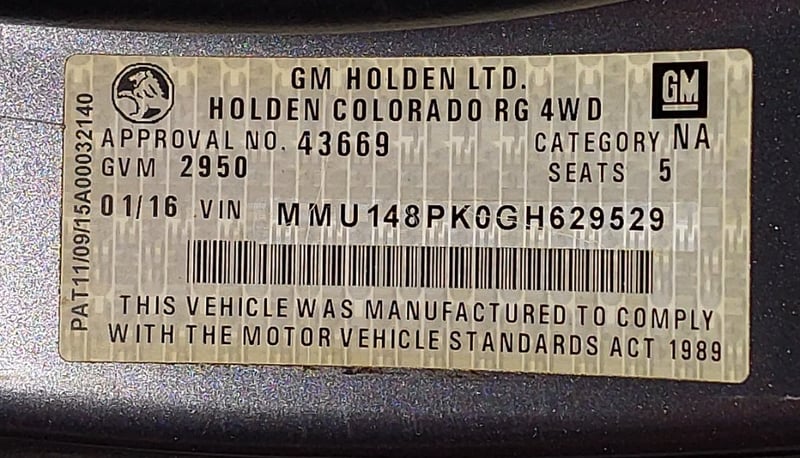 GM HOLDEN LTD.
GM
HOLDEN COLORADO RG 4WD
APPROVAL NO. 43669
CATEGORY NA
GVM 2950
SEATS 5
01/16 VIN MMU148PK0GH629529
THIS VEHICLE WAS MANUFACTURED TO COMPLY
WITH THE MOTOR VEHICLE STANDARDS ACT 1989
PAT11/09/15A00032140